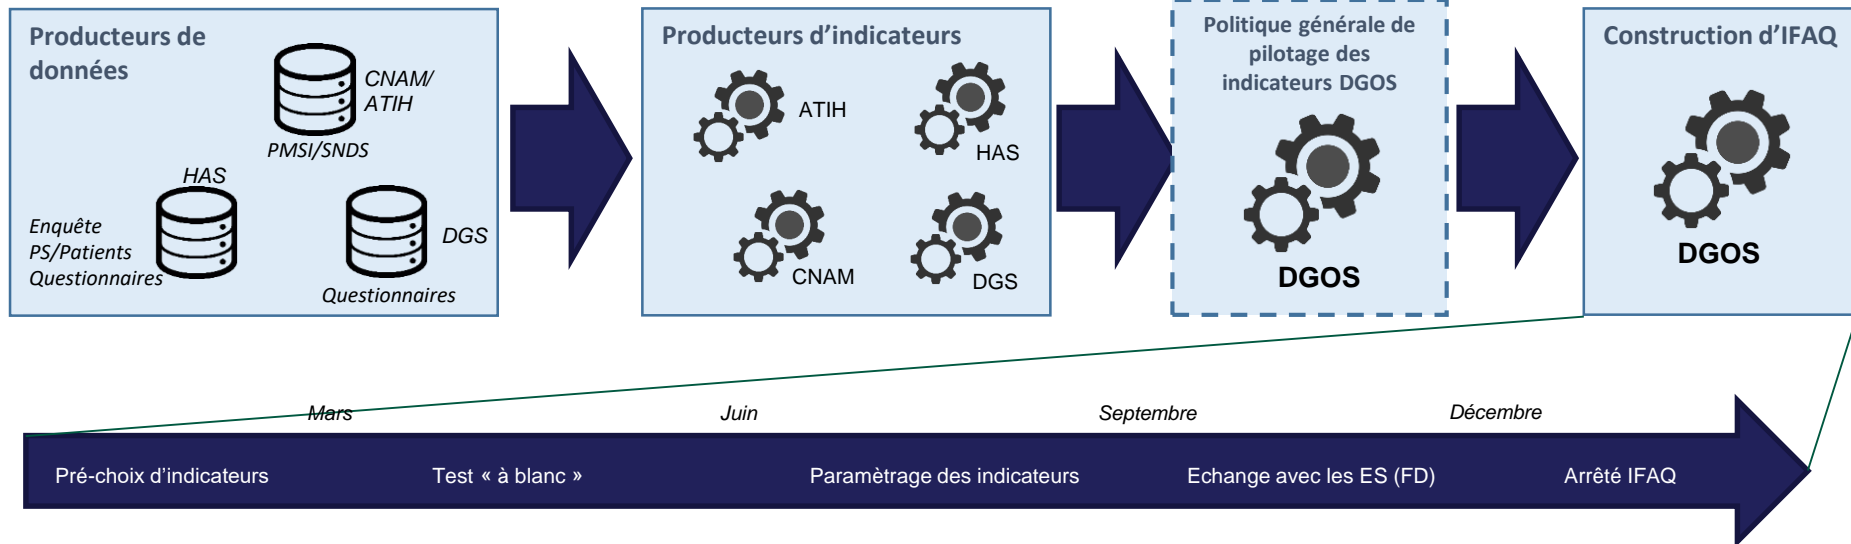 Producteurs de
données
CNAM/
ATIH
PMSI/SNDS
HAS
Enquête
PS/Patients
Questionnaires
DGS
Questionnaires
Producteurs d’indicateurs
ATIH
HAS
CNAM
DGS
Politique générale de
pilotage des
indicateurs DGOS
DGOS
Construction d’IFAQ
DGOS
Mars
Juin
Septembre
Décembre
Pré-choix d’indicateurs
Test « à blanc »
Paramètrage des indicateurs
Echange avec les ES (FD)
Arrêté IFAQ